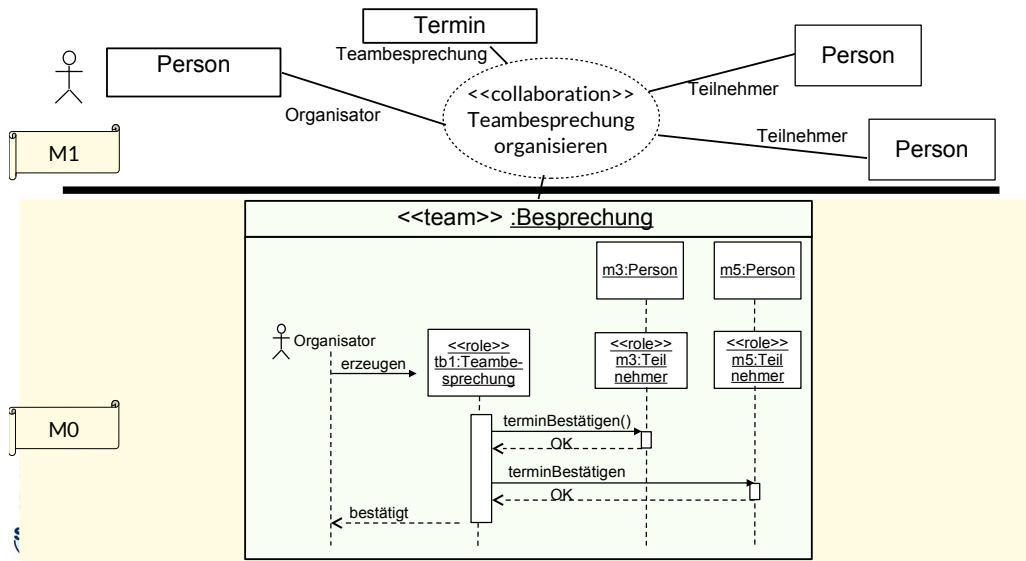 Termin
Teambesprechung
Person
Person
<<collaboration>>
Teambesprechung
organisieren
Teilnehmer
Organisator
Teilnehmer
Person
M1
<<team>> :Besprechung
m3:Person
m5:Person
Organisator
erzeugen
<<role>>
tb1:Teambe-
sprechung
<<role>>
m3:Teil
nehmer
<<role>>
m5:Teil
nehmer
M0
terminBestätigen()
OK
terminBestätigen
OK
bestätigt